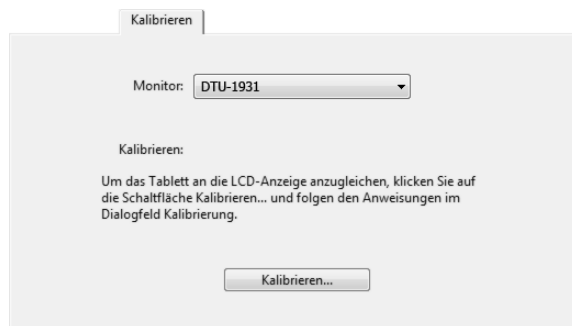 Kalibrieren
Monitor: DTU-1931
Kalibrieren:
Um das Tablett an die LCD-Anzeige anzugleichen, klicken Sie auf
die Schaltfläche Kalibrieren... und folgen den Anweisungen im
Dialogfeld Kalibrierung.
Kalibrieren...